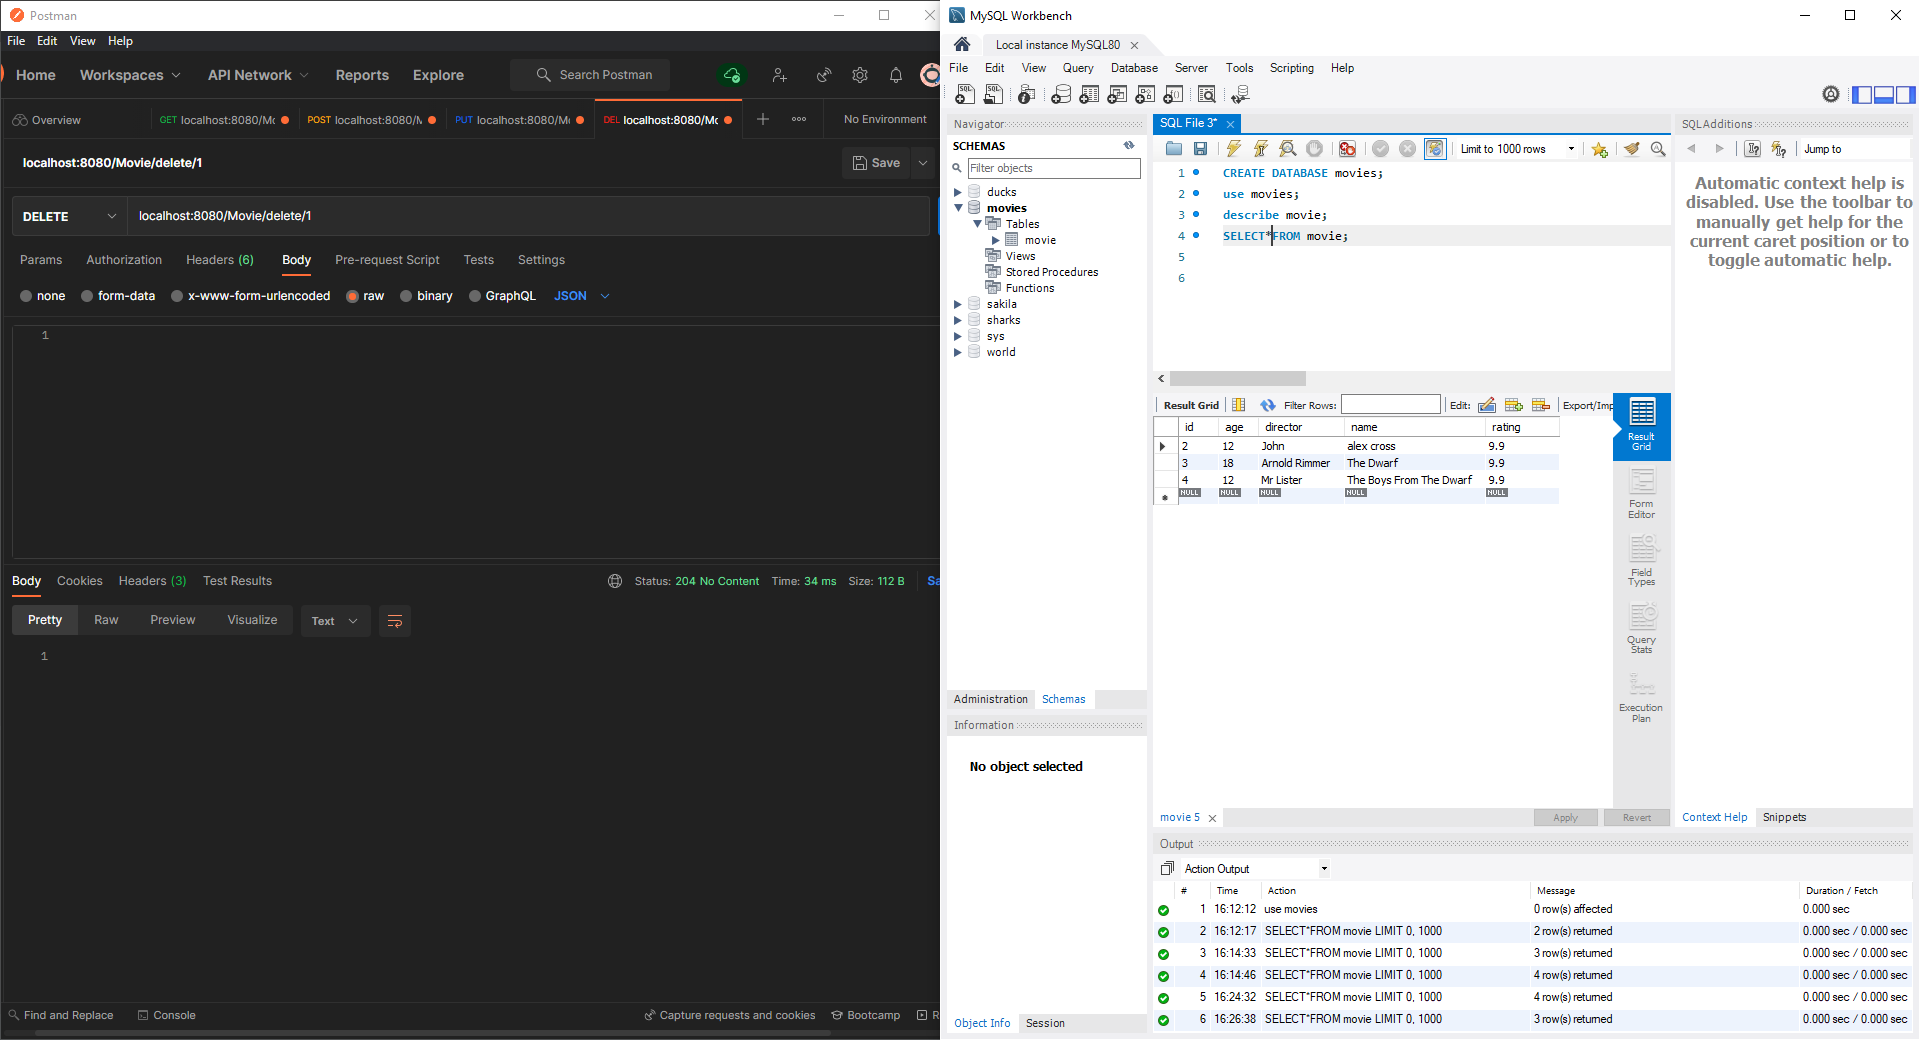 Postman
File Edit View Help
Home Workspaces API Network Reports Explore Search Postman
Overview GET localhost:8080/Mo POST localhost:8080/M PUT localhost:8080/Mo DEL localhost:8080/Mo No Environment
localhost:8080/Movie/delete/1 Save
DELETE localhost:8080/Movie/delete/1
Params Authorization Headers (6) Body Pre-request Script Tests Settings
none form-data x-www-form-urlencoded raw binary GraphQL JSON
1
Body Cookies Headers (3) Test Results Status: 204 No Content Time: 34 ms Size: 112 B Sa
Pretty Raw Preview Visualize Text
1
Find and Replace Console Capture requests and cookies Bootcamp R
MySQL Workbench
Local instance MySQL80
File Edit View Query Database Server Tools Scripting Help
Navigator
SCHEMAS
Filter objects
ducks
movies
Tables
movie
Views
Stored Procedures
Functions
sakila
sharks
sys
world
Administration Schemas
Information
No object selected
Object Info Session
SQL File 3*
Limit to 1000 rows
1 CREATE DATABASE movies;
2 use movies;
3 describe movie;
4 SELECT*FROM movie;
5
6
Result Grid Filter Rows: Edit: Export/Imp
id age director name rating
2 12 John alex cross 9.9
3 18 Arnold Rimmer The Dwarf 9.9
4 12 Mr Lister The Boys From The Dwarf 9.9
NULL NULL NULL NULL NULL
Result
Grid
Form
Editor
Field
Types
Query
Stats
Execution
Plan
movie 5 Apply Revert
SQLAdditions
Jump to
Automatic context help is
disabled. Use the toolbar to
manually get help for the
current caret position or to
toggle automatic help.
Context Help Snippets
Output
Action Output
# Time Action Message Duration / Fetch
1 16:12:12 use movies 0 row(s) affected 0.000 sec
2 16:12:17 SELECT*FROM movie LIMIT 0, 1000 2 row(s) returned 0.000 sec / 0.000 sec
3 16:14:33 SELECT*FROM movie LIMIT 0, 1000 3 row(s) returned 0.000 sec / 0.000 sec
4 16:14:46 SELECT*FROM movie LIMIT 0, 1000 4 row(s) returned 0.000 sec / 0.000 sec
5 16:24:32 SELECT*FROM movie LIMIT 0, 1000 4 row(s) returned 0.000 sec / 0.000 sec
6 16:26:38 SELECT*FROM movie LIMIT 0, 1000 3 row(s) returned 0.000 sec / 0.000 sec